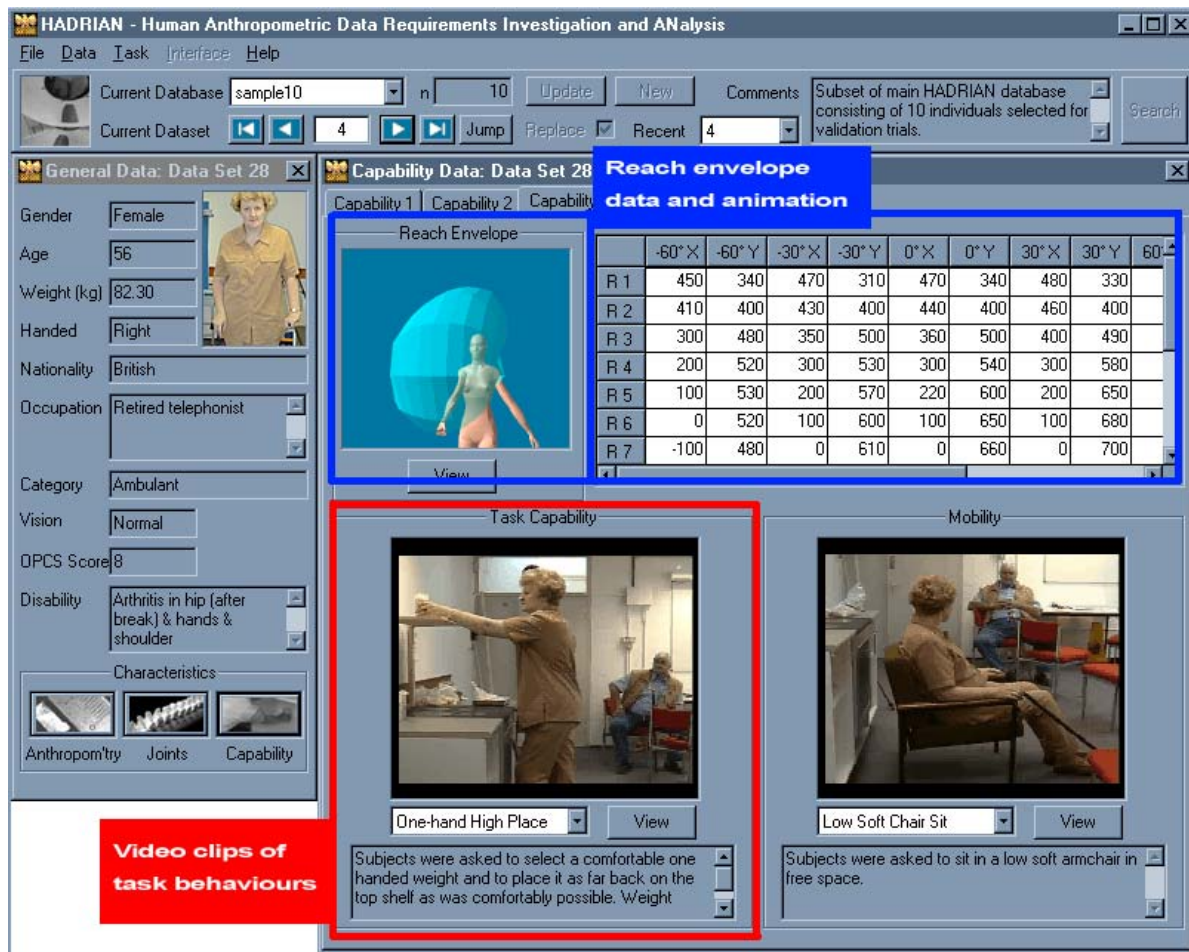 HADRIAN - Human Anthropometric Data Requirements Investigation and ANalysis
File Data Task Interface Help
Current Database sample10 n 10 Update New Comments
Subset of main HADRIAN database
consisting of 10 individuals selected for
validation trials.
Search
Current Dataset 4 Jump Replace Recent 4
General Data: Data Set 28
Gender Female
Age 56
Weight (kg) 82.30
Handed Right
Nationality British
Occupation Retired telephonist
Category Ambulant
Vision Normal
OPCS Score 8
Disability Arthritis in hip (after
break) & hands &
shoulder
Characteristics
Anthropom'try Joints Capability
Capability Data: Data Set 28
Reach envelope
data and animation
Capability 1 Capability 2 Capability
Reach Envelope
View
-60°X -60°Y -30°X -30°Y 0°X 0°Y 30°X 30°Y 60°
R 1 450 340 470 310 470 340 480 330
R 2 410 400 430 400 440 400 460 400
R 3 300 480 350 500 360 500 400 490
R 4 200 520 300 530 300 540 300 580
R 5 100 530 200 570 220 600 200 650
R 6 0 520 100 600 100 650 100 680
R 7 -100 480 0 610 0 660 0 700
Task Capability
One-hand High Place View
Subjects were asked to select a comfortable one
handed weight and to place it as far back on the
top shelf as was comfortably possible. Weight
Mobility
Low Soft Chair Sit View
Subjects were asked to sit in a low soft armchair in
free space.
Video clips of
task behaviours